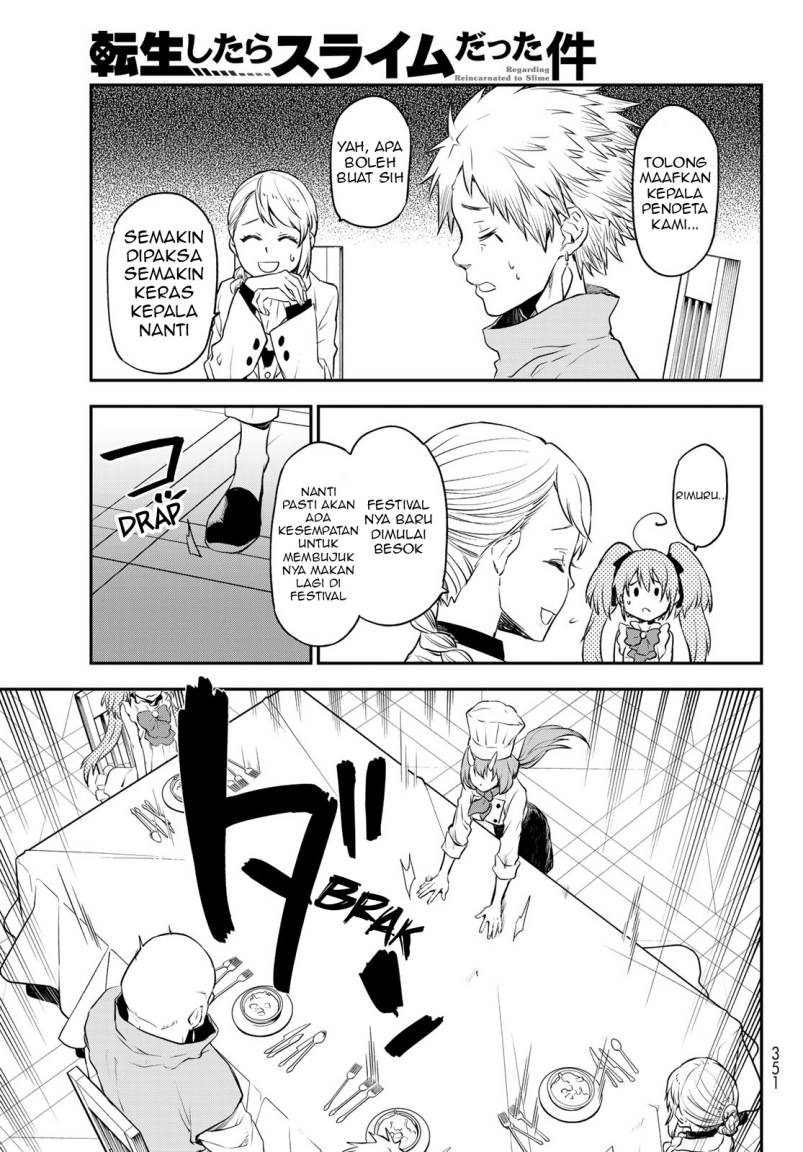 転生したらスライムだった件
Regarding
Reincarnated to Slime
TOLONG
MAAFKAN
KEPALA
PENDETA
KAMI...
YAH, APA
BOLEH
BUAT SIH
SEMAKIN
DIPAKSA
SEMAKIN
KERAS
KEPALA
NANTI
RIMURU..
FESTIVAL
NYA BARU
DIMULAI
BESOK
NANTI
PASTI AKAN
ADA
KESEMPATAN
UNTUK
MEMBUJUK
NYA MAKAN
LAGI DI
FESTIVAL
コ
DRAP
ダン
BRAK
351